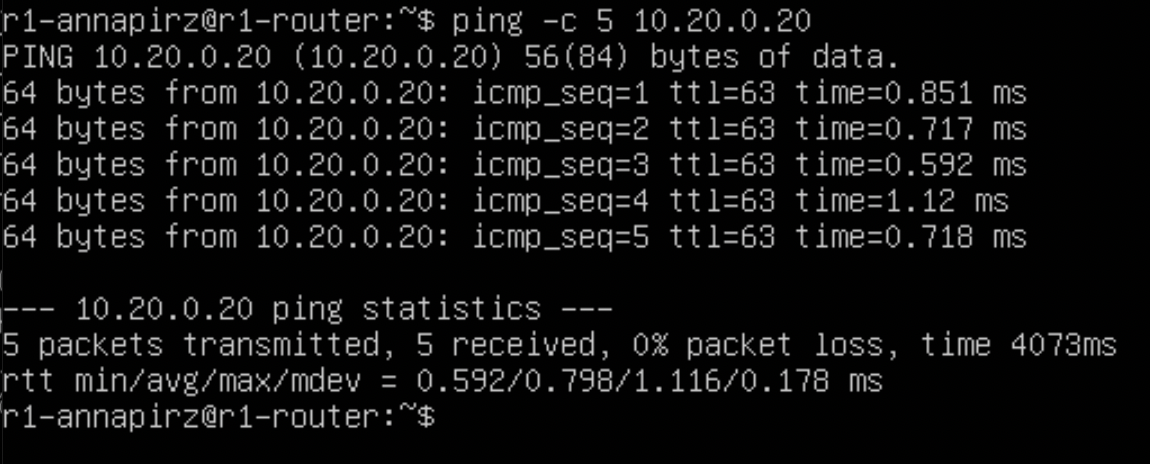 r1-annapirz@r1-router:~$ ping -c 5 10.20.0.20
PING 10.20.0.20 (10.20.0.20) 56(84) bytes of data.
64 bytes from 10.20.0.20: icmp_seq=1 ttl=63 time=0.851 ms
64 bytes from 10.20.0.20: icmp_seq=2 ttl=63 time=0.717 ms
64 bytes from 10.20.0.20: icmp_seq=3 ttl=63 time=0.592 ms
64 bytes from 10.20.0.20: icmp_seq=4 ttl=63 time=1.12 ms
64 bytes from 10.20.0.20: icmp_seq=5 ttl=63 time=0.718 ms
--- 10.20.0.20 ping statistics ---
5 packets transmitted, 5 received, 0% packet loss, time 4073ms
rtt min/avg/max/mdev = 0.592/0.798/1.116/0.178 ms
r1-annapirz@r1-router:~$